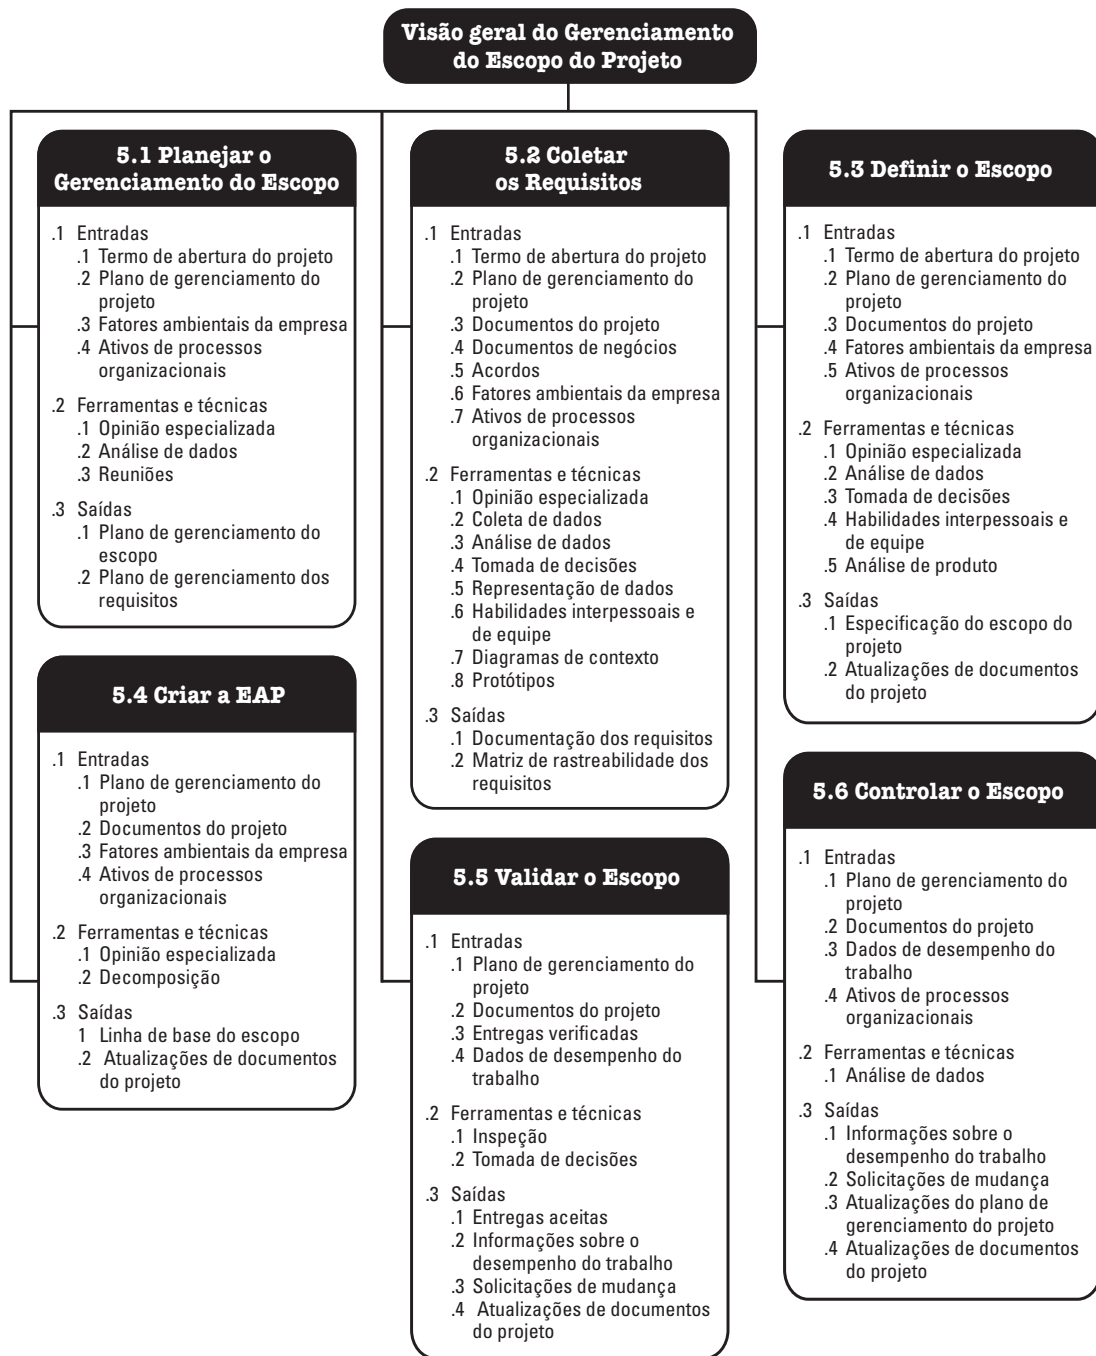 Visão geral do Gerenciamento
do Escopo do Projeto
5.1 Planejar o
Gerenciamento do Escopo
.1 Entradas
.1 Termo de abertura do projeto
.2 Plano de gerenciamento do
projeto
.3 Fatores ambientais da empresa
.4 Ativos de processos
organizacionais
.2 Ferramentas e técnicas
.1 Opinião especializada
.2 Análise de dados
.3 Reuniões
.3 Saídas
.1 Plano de gerenciamento do
escopo
.2 Plano de gerenciamento dos
requisitos
5.2 Coletar
os Requisitos
.1 Entradas
.1 Termo de abertura do projeto
.2 Plano de gerenciamento do
projeto
.3 Documentos do projeto
.4 Documentos de negócios
.5 Acordos
.6 Fatores ambientais da empresa
.7 Ativos de processos
organizacionais
.2 Ferramentas e técnicas
.1 Opinião especializada
.2 Coleta de dados
.3 Análise de dados
.4 Tomada de decisões
.5 Representação de dados
.6 Habilidades interpessoais e
de equipe
.7 Diagramas de contexto
.8 Protótipos
.3 Saídas
.1 Documentação dos requisitos
.2 Matriz de rastreabilidade dos
requisitos
5.3 Definir o Escopo
.1 Entradas
.1 Termo de abertura do projeto
.2 Plano de gerenciamento do
projeto
.3 Documentos do projeto
.4 Fatores ambientais da empresa
.5 Ativos de processos
organizacionais
.2 Ferramentas e técnicas
.1 Opinião especializada
.2 Análise de dados
.3 Tomada de decisões
.4 Habilidades interpessoais e
de equipe
.5 Análise de produto
.3 Saídas
.1 Especificação do escopo do
projeto
.2 Atualizações de documentos
do projeto
5.4 Criar a EAP
.1 Entradas
.1 Plano de gerenciamento do
projeto
.2 Documentos do projeto
.3 Fatores ambientais da empresa
.4 Ativos de processos
organizacionais
.2 Ferramentas e técnicas
.1 Opinião especializada
.2 Decomposição
.3 Saídas
1 Linha de base do escopo
.2 Atualizações de documentos
do projeto
5.5 Validar o Escopo
.1 Entradas
.1 Plano de gerenciamento do
projeto
.2 Documentos do projeto
.3 Entregas verificadas
.4 Dados de desempenho do
trabalho
.2 Ferramentas e técnicas
.1 Inspeção
.2 Tomada de decisões
.3 Saídas
.1 Entregas aceitas
.2 Informações sobre o
desempenho do trabalho
.3 Solicitações de mudança
.4 Atualizações de documentos
do projeto
5.6 Controlar o Escopo
.1 Entradas
.1 Plano de gerenciamento do
projeto
.2 Documentos do projeto
.3 Dados de desempenho do
trabalho
.4 Ativos de processos
organizacionais
.2 Ferramentas e técnicas
.1 Análise de dados
.3 Saídas
.1 Informações sobre o
desempenho do trabalho
.2 Solicitações de mudança
.3 Atualizações do plano de
gerenciamento do projeto
.4 Atualizações de documentos
do projeto